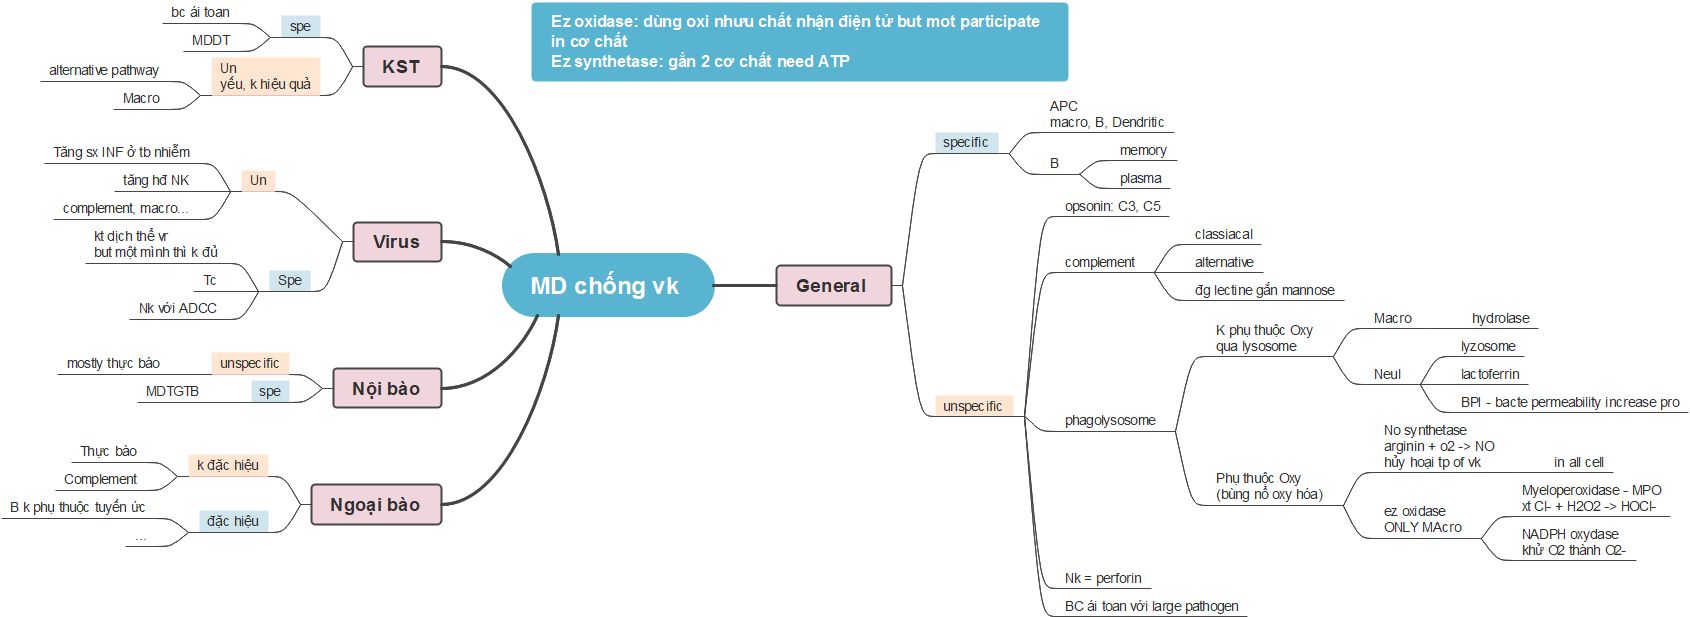 Ez oxidase: dùng oxi nhưu chất nhận điện tử but mot participate
in cơ chất
Ez synthetase: gắn 2 cơ chất need ATP
MD chống vk
KST
spe
bc ái toan
MDDT
Un
yếu, k hiệu quả
alternative pathway
Macro
Virus
Un
Tăng sx INF ở tb nhiễm
tăng hđ NK
complement, macro...
Spe
kt dịch thể vr
but một mình thì k đủ
Tc
Nk với ADCC
Nội bào
unspecific
mostly thực bào
spe
MDTGTB
Ngoại bào
k đặc hiệu
Thực bào
Complement
đặc hiệu
B k phụ thuộc tuyến ức
...
General
specific
APC
macro, B, Dendritic
B
memory
plasma
unspecific
opsonin: C3, C5
complement
classiacal
alternative
đg lectine gắn mannose
phagolysosome
K phụ thuộc Oxy
qua lysosome
Macro
hydrolase
Neul
lyzosome
lactoferrin
BPI - bacte permeability increase pro
Phụ thuộc Oxy
(bùng nổ oxy hóa)
No synthetase
arginin + o2 -> NO
hủy hoại tp of vk
in all cell
ez oxidase
ONLY MAcro
Myeloperoxidase - MPO
xt Cl- + H2O2 -> HOCl-
NADPH oxydase
khử O2 thành O2-
Nk = perforin
BC ái toan với large pathogen